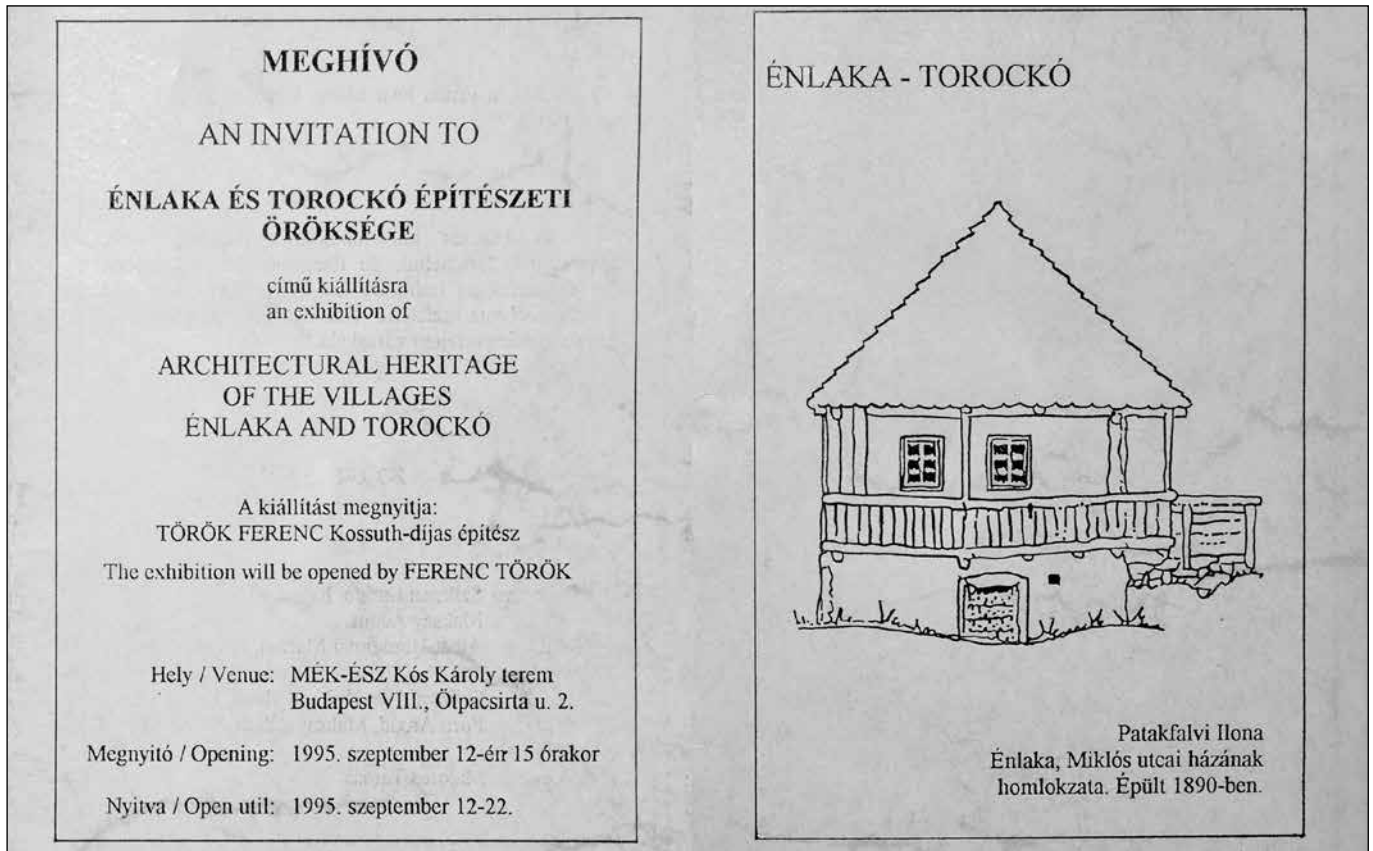 MEGHÍVÓ
AN INVITATION TO
ÉNLAKA ÉS TOROCKÓ ÉPÍTÉSZETI
ÖRÖKSÉGE
című kiállításra
an exhibition of
ARCHITECTURAL HERITAGE
OF THE VILLAGES
ÉNLAKA AND TOROCKÓ
A kiállítást megnyitja:
TÖRÖK FERENC Kossuth-díjas építész
The exhibition will be opened by FERENC TÖRÖK
Hely / Venue: MÉK-ÉSZ Kós Károly terem
Budapest VIII., Ötpacsirta u. 2.
Megnyitó / Opening: 1995. szeptember 12-én 15 órakor
Nyitva / Open util: 1995. szeptember 12-22.
ÉNLAKA - TOROCKÓ
Patakfalvi Ilona
Énlaka, Miklós utcai házának
homlokzata. Épült 1890-ben.